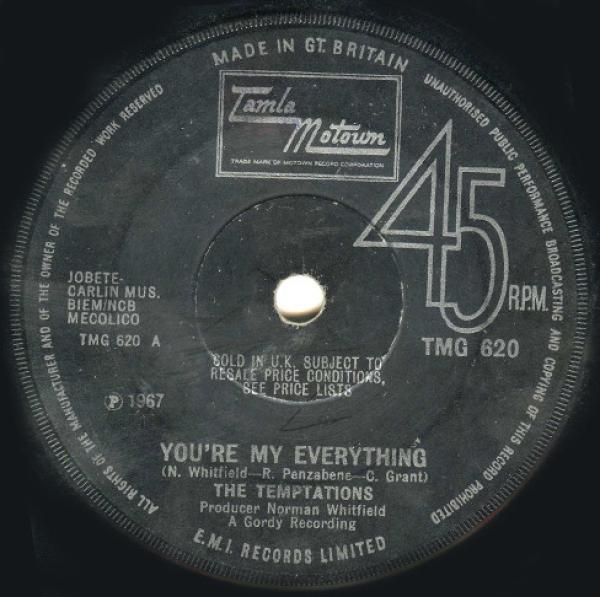 MADE IN GT. BRITAIN
UNAUTHORISED PUBLIC PERFORMANCE BROADCASTING AND COPYING OF THIS RECORD PROHIBITED
ALL RIGHTS OF THE MANUFACTURER AND OF THE OWNER OF THE RECORDED WORK RESERVED
Tamla
Motown
TRADE MARK OF MOTOWN RECORD CORPORATION
45
R.P.M.
TMG 620
JOBETE-
CARLIN MUS.
BIEM/NCB
MECOLICO
TMG 620 A
Ⓟ 1967
SOLD IN U.K. SUBJECT TO
RESALE PRICE CONDITIONS,
SEE PRICE LISTS
YOU'RE MY EVERYTHING
(N. Whitfield—R. Penzabene—C. Grant)
THE TEMPTATIONS
Producer Norman Whitfield
A Gordy Recording
E.M.I. RECORDS LIMITED